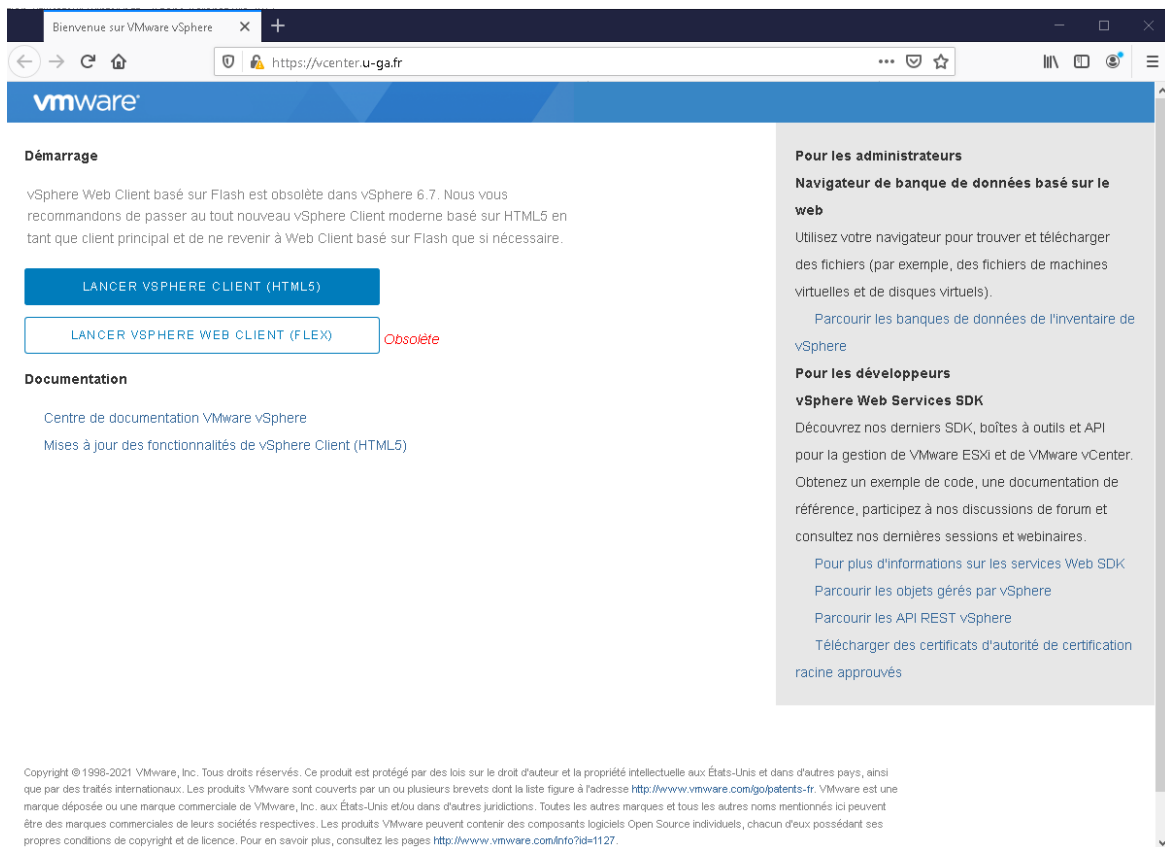 Bienvenue sur VMware vSphere
https://vcenter.u-ga.fr
vmware
Démarrage
vSphere Web Client basé sur Flash est obsolète dans vSphere 6.7. Nous vous
recommandons de passer au tout nouveau vSphere Client moderne basé sur HTML5 en
tant que client principal et de ne revenir à Web Client basé sur Flash que si nécessaire.
LANCER VSPHERE CLIENT (HTML5)
LANCER VSPHERE WEB CLIENT (FLEX) Obsolète
Documentation
Centre de documentation VMware vSphere
Mises à jour des fonctionnalités de vSphere Client (HTML5)
Pour les administrateurs
Navigateur de banque de données basé sur le
web
Utilisez votre navigateur pour trouver et télécharger
des fichiers (par exemple, des fichiers de machines
virtuelles et de disques virtuels).
Parcourir les banques de données de l'inventaire de
vSphere
Pour les développeurs
vSphere Web Services SDK
Découvrez nos derniers SDK, boîtes à outils et API
pour la gestion de VMware ESXi et de VMware vCenter.
Obtenez un exemple de code, une documentation de
référence, participez à nos discussions de forum et
consultez nos dernières sessions et webinaires.
Pour plus d'informations sur les services Web SDK
Parcourir les objets gérés par vSphere
Parcourir les API REST vSphere
Télécharger des certificats d'autorité de certification
racine approuvés
Copyright © 1998-2021 VMware, Inc. Tous droits réservés. Ce produit est protégé par des lois sur le droit d'auteur et la propriété intellectuelle aux États-Unis et dans d'autres pays, ainsi
que par des traités internationaux. Les produits VMware sont couverts par un ou plusieurs brevets dont la liste figure à l'adresse http://www.vmware.com/go/patents-fr. VMware est une
marque déposée ou une marque commerciale de VMware, Inc. aux États-Unis et/ou dans d'autres juridictions. Toutes les autres marques et tous les autres noms mentionnés ici peuvent
être des marques commerciales de leurs sociétés respectives. Les produits VMware peuvent contenir des composants logiciels Open Source individuels, chacun d'eux possédant ses
propres conditions de copyright et de licence. Pour en savoir plus, consultez les pages http://www.vmware.com/info?id=1127.